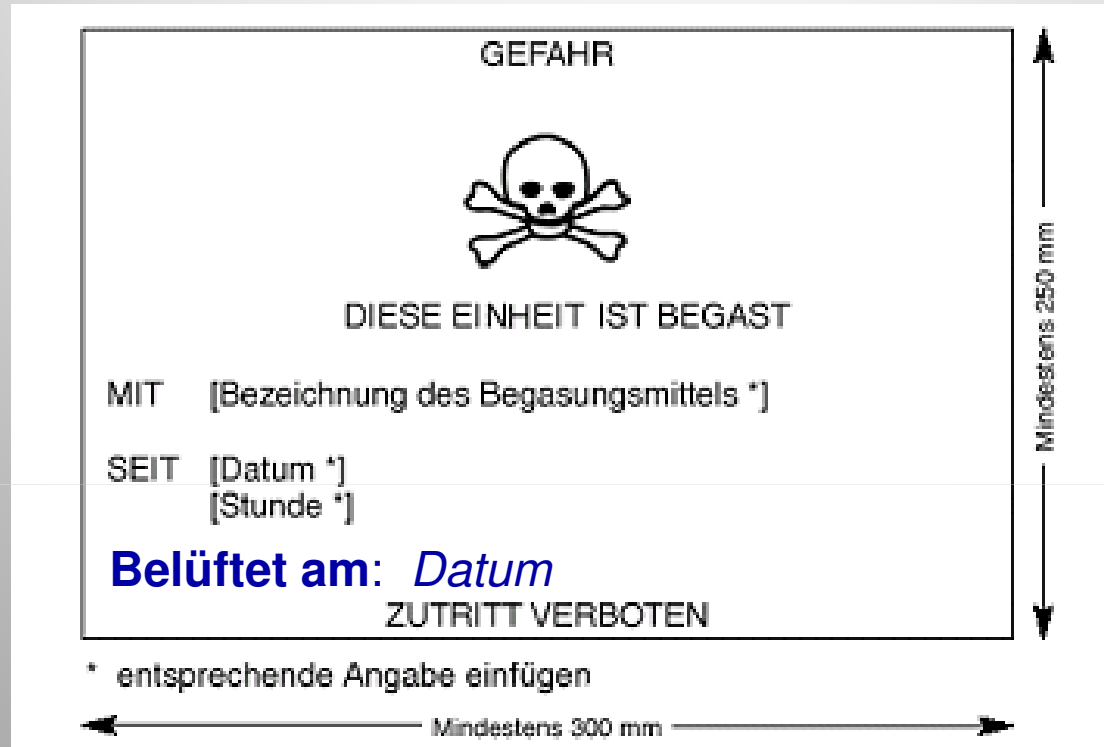 GEFAHR
DIESE EINHEIT IST BEGAST
MIT [Bezeichnung des Begasungsmittels *]
SEIT [Datum *]
[Stunde *]
Belüftet am: Datum
ZUTRITT VERBOTEN
* entsprechende Angabe einfügen
Mindestens 300 mm
Mindestens 250 mm